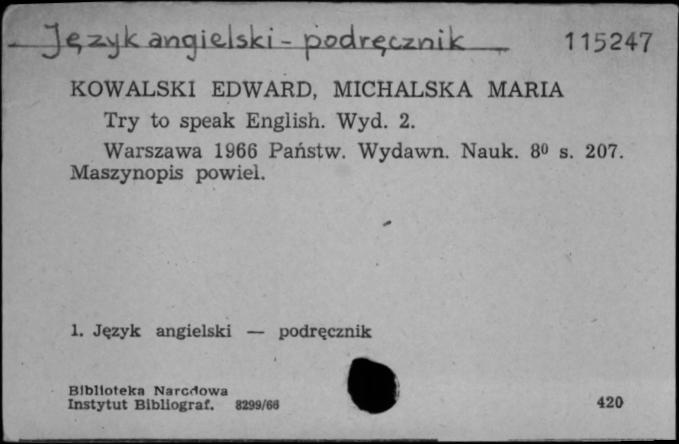 Język angielski - podręcznik 115247
KOWALSKI EDWARD, MICHALSKA MARIA
Try to speak English. Wyd. 2.
Warszawa 1966 Państw. Wydawn. Nauk. 8⁰ s. 207.
Maszynopis powiel.
1. Język angielski — podręcznik
Biblioteka Narodowa
Instytut Bibliograf. 8299/66 420